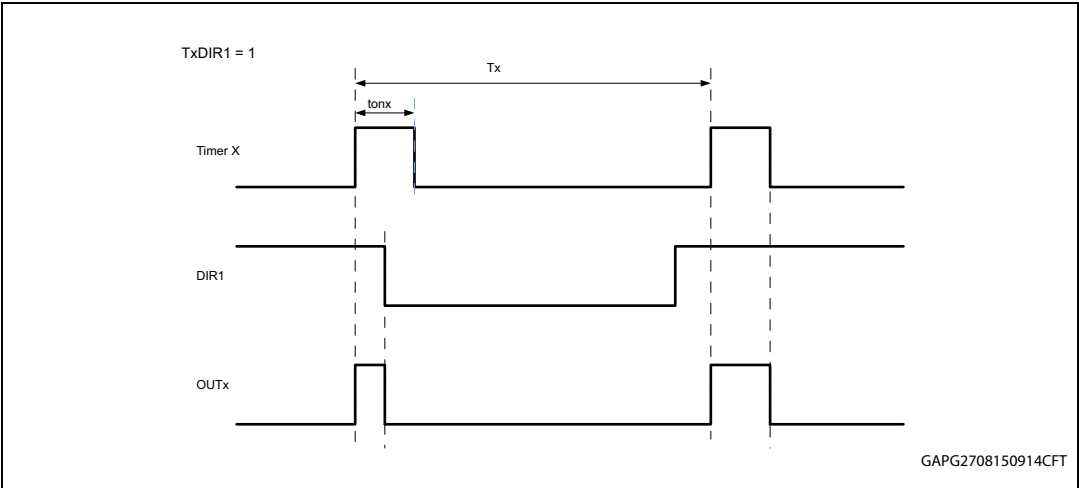 TxDIR1 = 1
Tx
tonx
Timer X
DIR1
OUTx
GAPG2708150914CFT